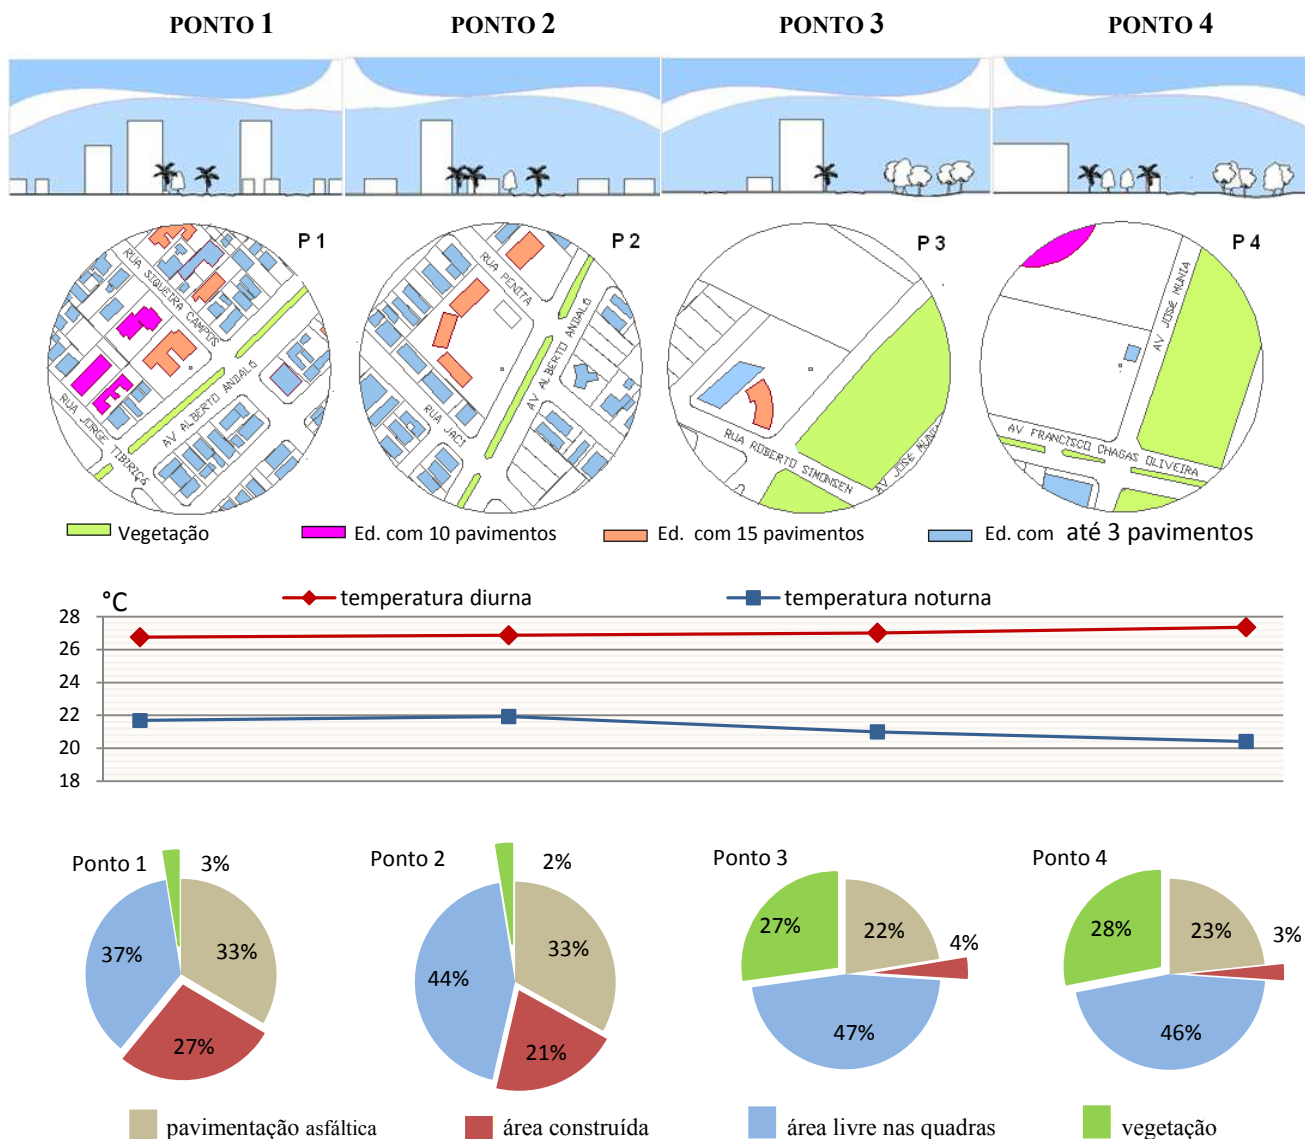 PONTO 1 PONTO 2 PONTO 3 PONTO 4
P 1 P 2 P 3 P 4
RUA SIQUEIRA CAMPOS
AV ALBERTO ANDALÓ
RUA JORGE TIBIRIÇÁ
RUA PENITA
AV ALBERTO ANDALÓ
RUA JACI
RUA ROBERTO SIMONSEN
AV JOSE MUNIA
AV JOSÉ MUNIA
AV FRANCISCO CHAGAS OLIVEIRA
Vegetação Ed. com 10 pavimentos Ed. com 15 pavimentos Ed. com até 3 pavimentos
°C temperatura diurna temperatura noturna
28
26
24
22
20
18
Ponto 1 3% 33% 27% 37%
Ponto 2 2% 33% 21% 44%
Ponto 3 27% 22% 4% 47%
Ponto 4 28% 23% 3% 46%
pavimentação asfáltica área construída área livre nas quadras vegetação